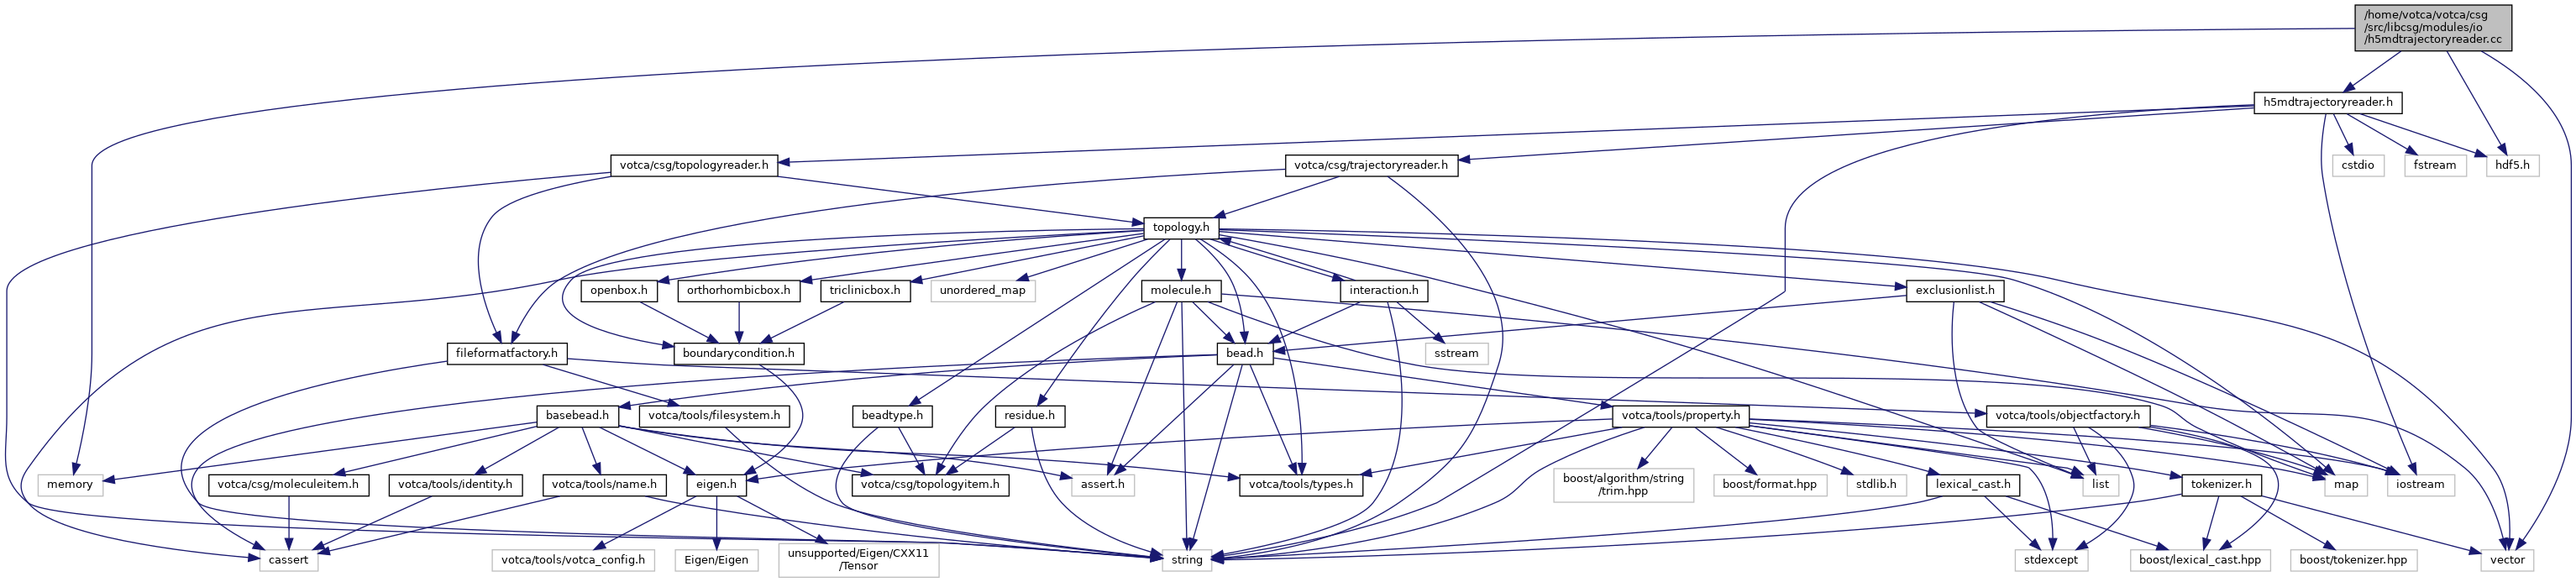 /home/votca/votca/csg
/src/libcsg/modules/io
/h5mdtrajectoryreader.cc
h5mdtrajectoryreader.h
votca/csg/topologyreader.h
votca/csg/trajectoryreader.h
cstdio
fstream
hdf5.h
topology.h
openbox.h
orthorhombicbox.h
triclinicbox.h
unordered_map
molecule.h
interaction.h
exclusionlist.h
fileformatfactory.h
boundarycondition.h
bead.h
sstream
basebead.h
votca/tools/filesystem.h
beadtype.h
residue.h
votca/tools/property.h
votca/tools/objectfactory.h
memory
votca/csg/moleculeitem.h
votca/tools/identity.h
votca/tools/name.h
eigen.h
votca/csg/topologyitem.h
assert.h
votca/tools/types.h
boost/algorithm/string
/trim.hpp
boost/format.hpp
stdlib.h
lexical_cast.h
list
tokenizer.h
map
iostream
cassert
votca/tools/votca_config.h
Eigen/Eigen
unsupported/Eigen/CXX11
/Tensor
string
stdexcept
boost/lexical_cast.hpp
boost/tokenizer.hpp
vector